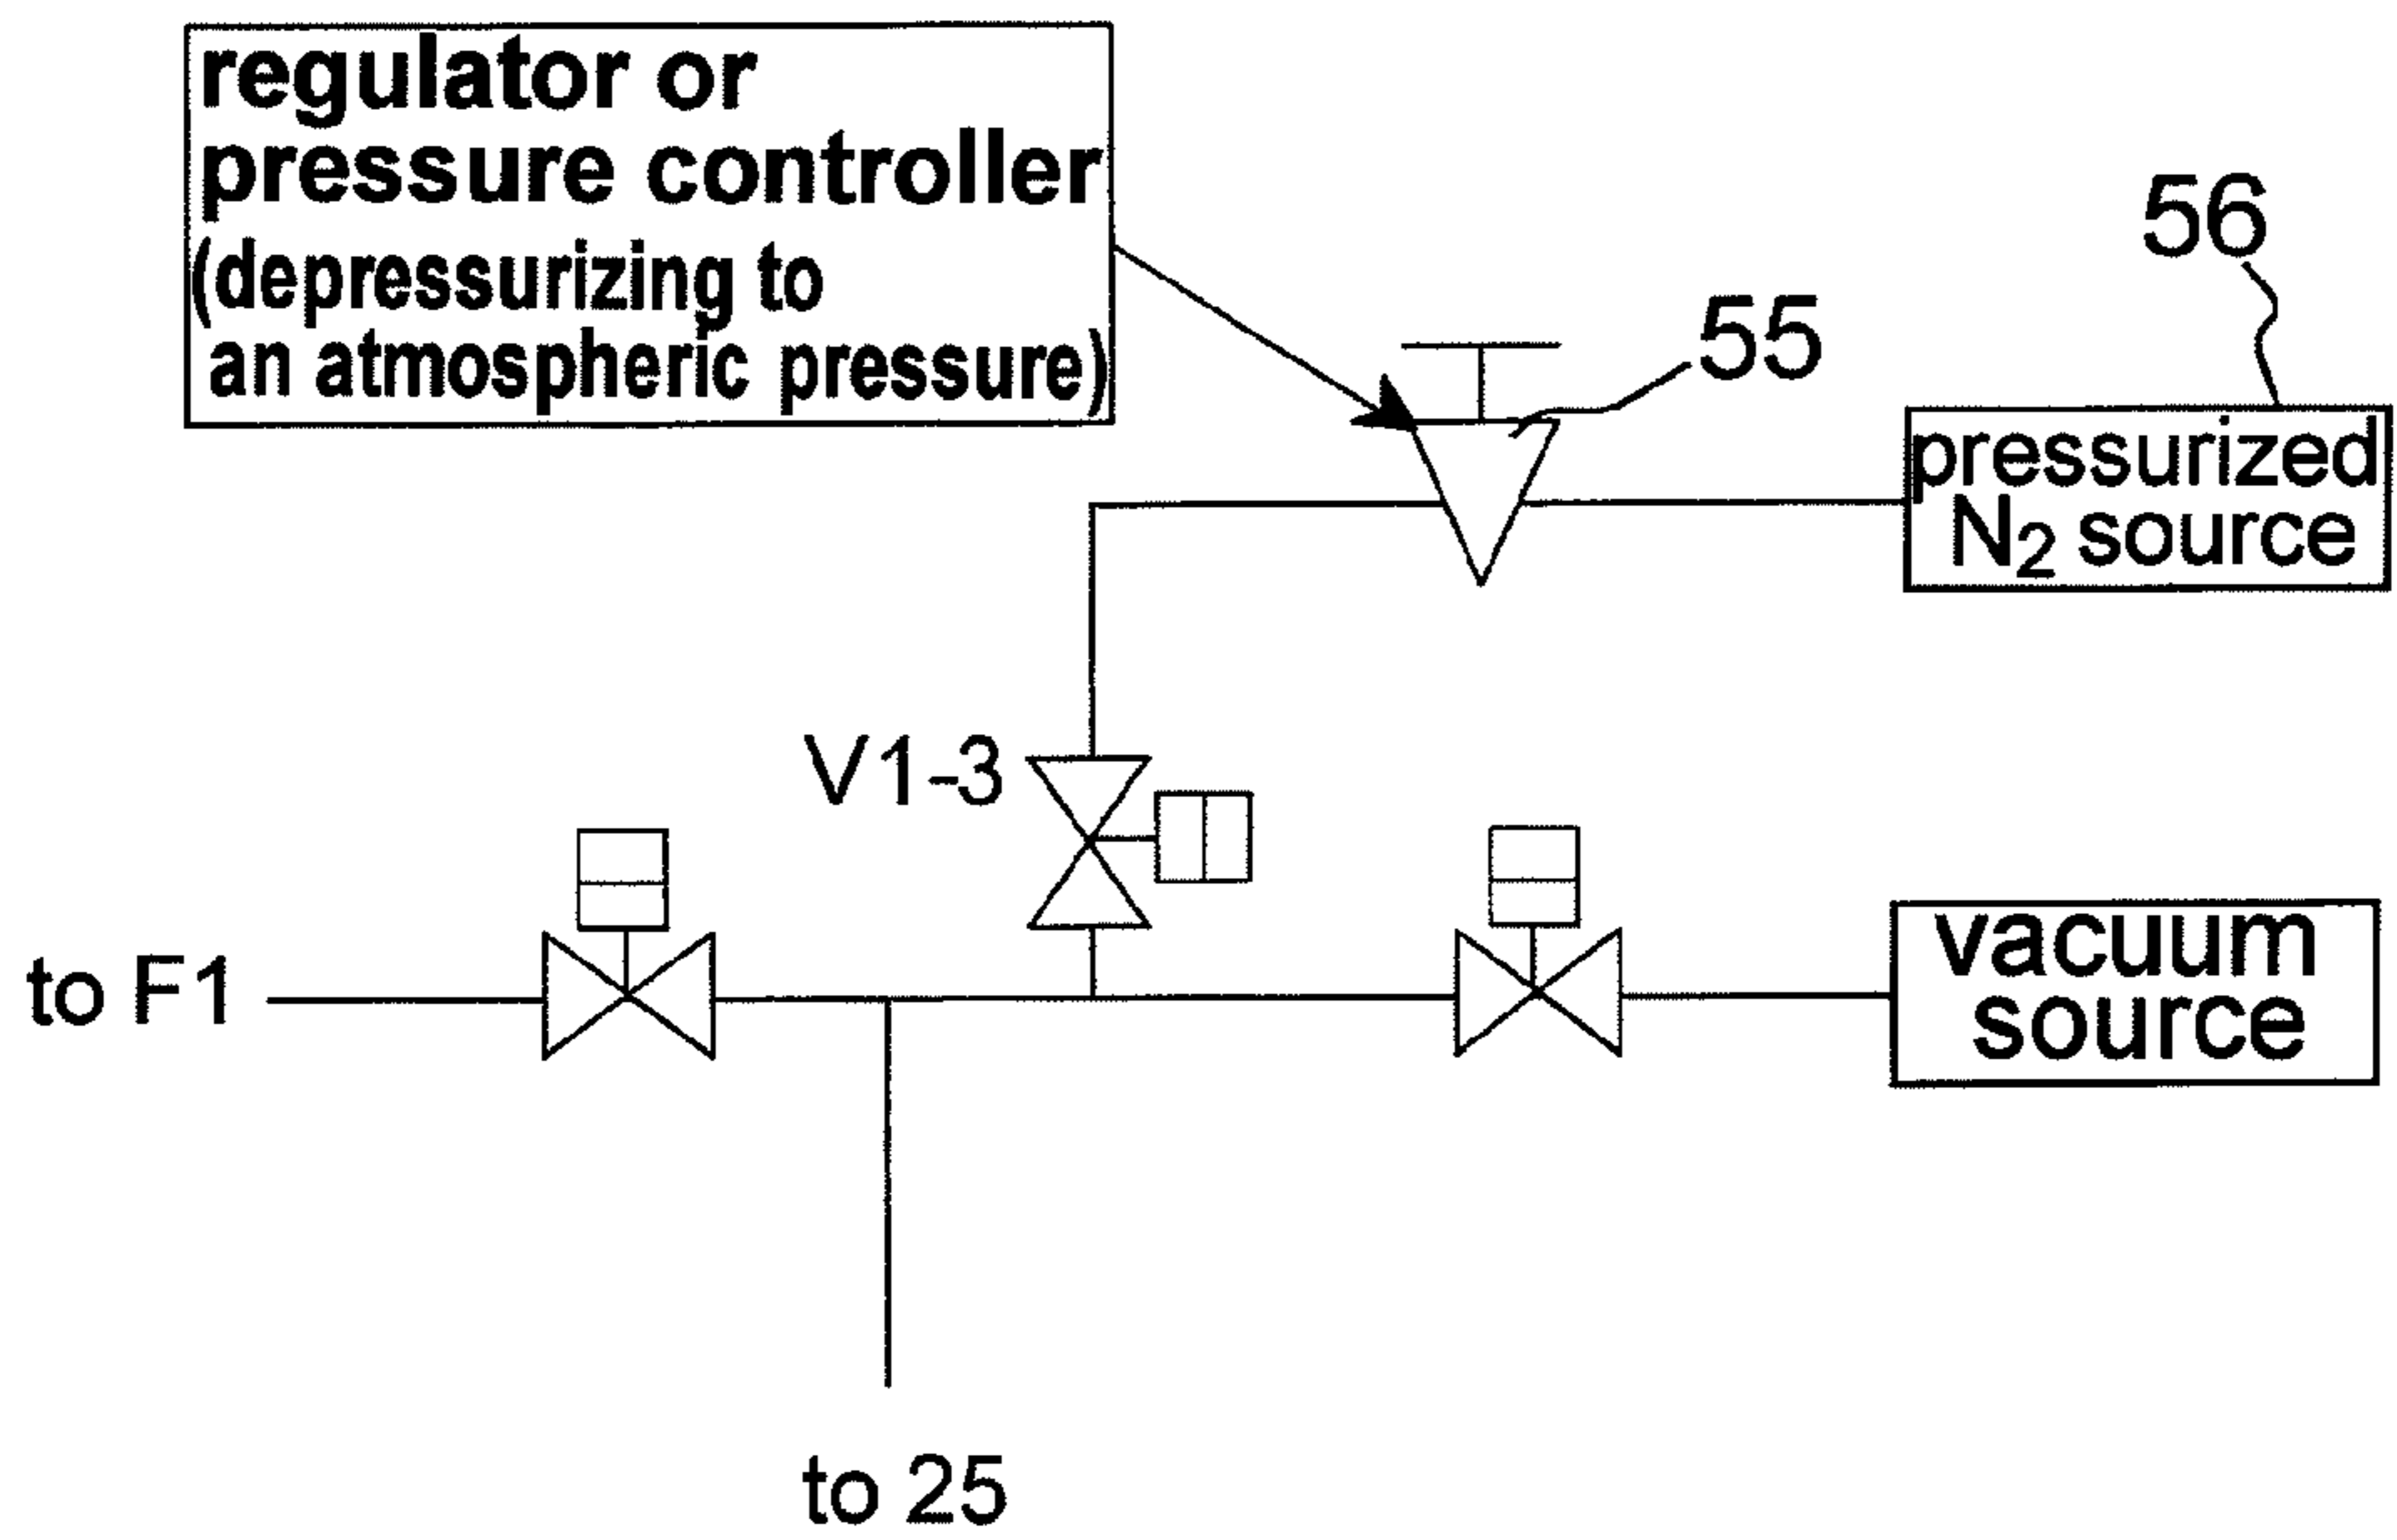 regulator or
pressure controller
(depressurizing to
an atmospheric pressure)
56
55
pressurized
N₂ source
V1-3
to F1
vacuum
source
to 25